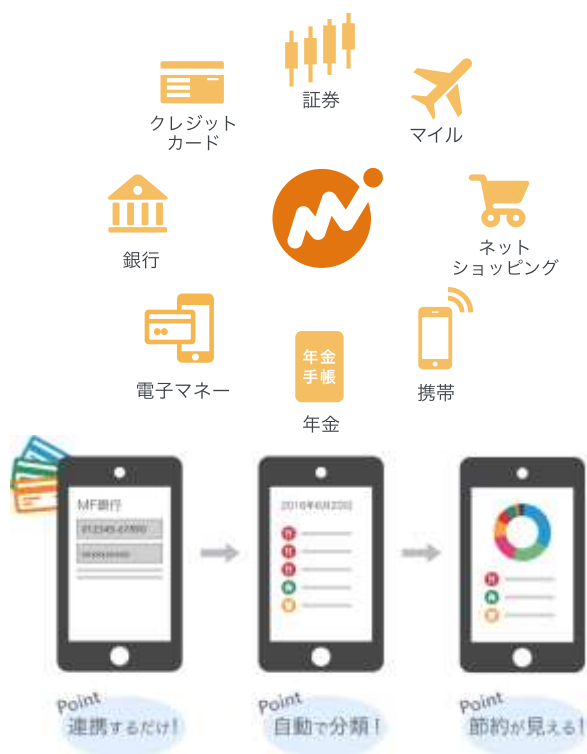 証券
クレジット
カード
マイル
銀行
ネット
ショッピング
電子マネー
年金
手帳
携帯
年金
MF銀行
012345-67890
Point
連携するだけ!
Point
自動で分類!
Point
節約が見える!